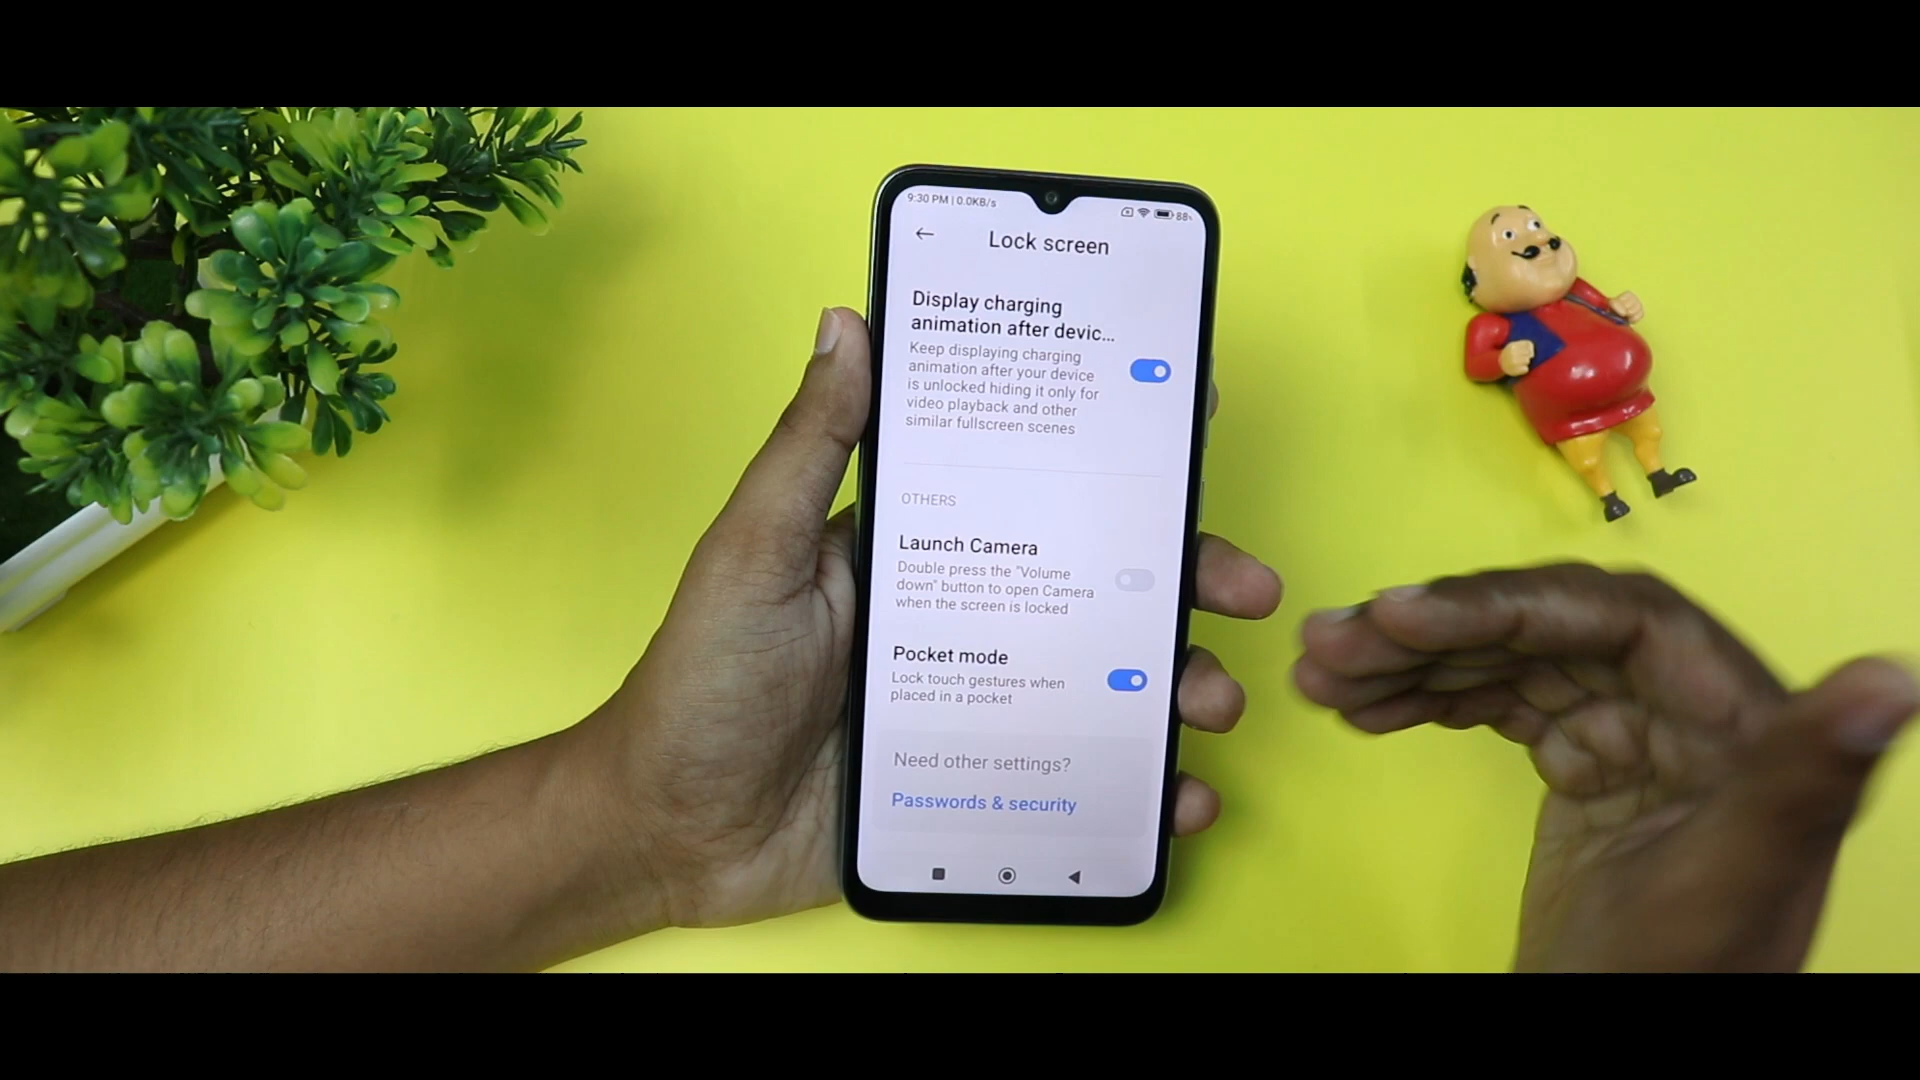 9:30 PM | 0.0KB/s
88%
Lock screen
Display charging
animation after devic...
Keep displaying charging
animation after your device
is unlocked hiding it only for
video playback and other
similar fullscreen scenes
OTHERS
Launch Camera
Double press the "Volume
down" button to open Camera
when the screen is locked
Pocket mode
Lock touch gestures when
placed in a pocket
Need other settings?
Passwords & security